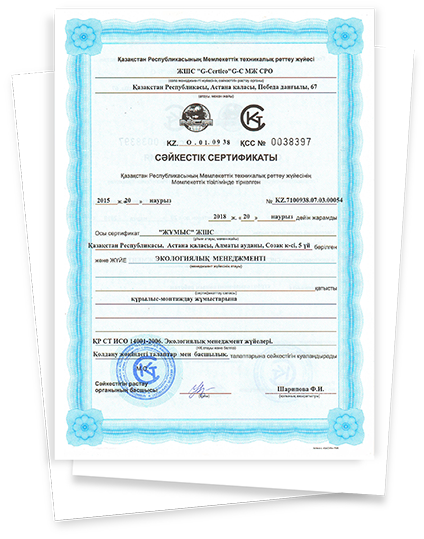 Қазақстан Республикасының Мемлекеттік техникалық реттеу жүйесі
ЖШС "G-Certico"G-C МЖ СРО
Қазақстан Республикасы, Астана қаласы, Победа даңғылы, 67
KZ. О .01. 0938 ҚСС № 0038397
СӘЙКЕСТІК СЕРТИФИКАТЫ
Қазақстан Республикасының Мемлекеттік техникалық реттеу жүйесінің
Мемлекеттік тізілімінде тіркелген
2015 ж.«20» наурыз № KZ.7100938.07.03.00054
2018 ж. «20» наурыз дейін жарамды
Осы сертификат "ЖҰМЫС" ЖШС
Қазақстан Республикасы, Астана қаласы, Алматы ауданы, Созақ к-сі, 5 үй берілген
және ЖҮЙЕ ЭКОЛОГИЯЛЫҚ МЕНЕДЖМЕНТІ
қатысты
құрылыс-монтаждау жұмыстарына
ҚР СТ ИСО 14001-2006. Экологиялық менеджмент жүйелері.
Қолдану жөніндегі талаптар мен басшылық. талаптарына сәйкестігін куәландырады
М.О.
Сәйкестігін растау
органының басшысы Шарипова Ф.И.